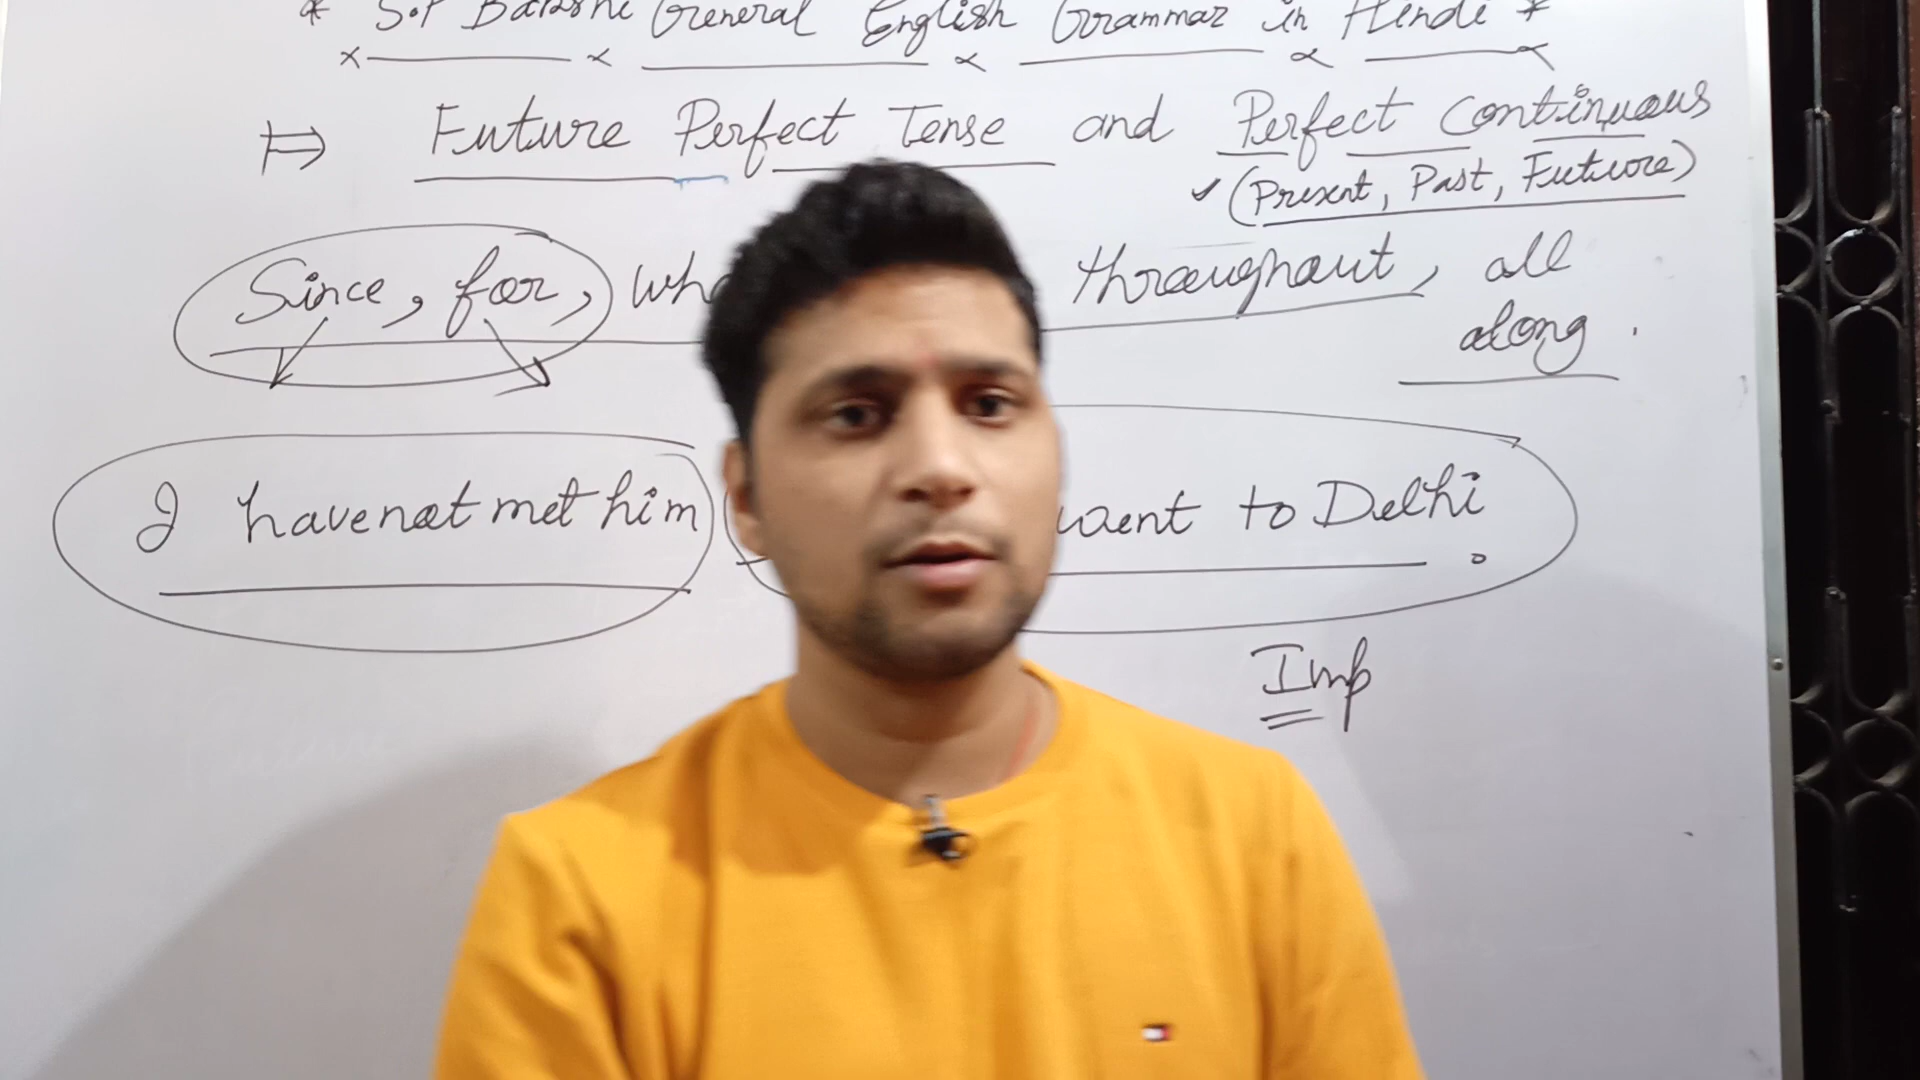 * S.P Bakshi General English Grammar in Hindi *
Future Perfect Tense and Perfect Continuous
(Present, Past, Future)
Since, for, throughout, all
along.
I have not met him went to Delhi.
Imp